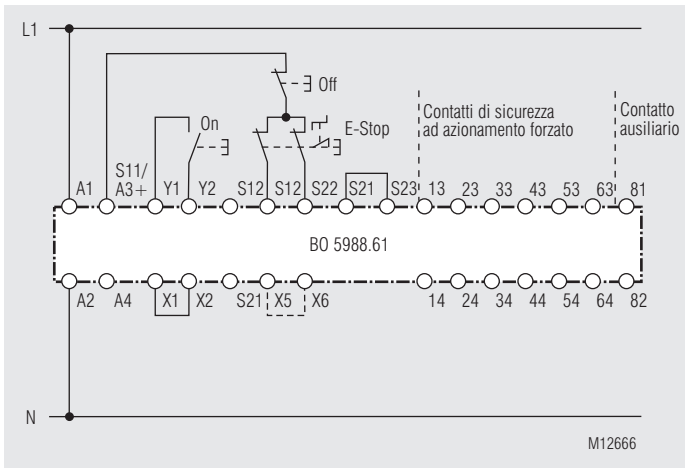 L1
Off
On
E-Stop
Contatti di sicurezza
ad azionamento forzato
Contatto
ausiliario
A1 S11/ A3+ Y1 Y2 S12 S12 S22 S21 S23 13 23 33 43 53 63 81
BO 5988.61
A2 A4 X1 X2 S21 X5 X6 14 24 34 44 54 64 82
N
M12666